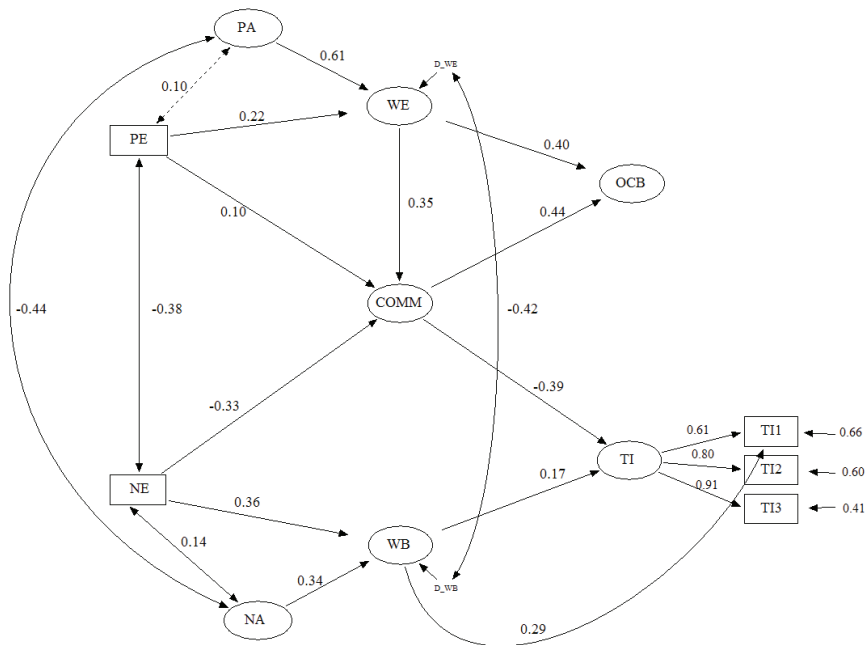 PA
0.61
D_WE
0.10
WE
PE
0.22
0.40
OCB
0.10
0.35
0.44
-0.44
-0.38
COMM
-0.42
-0.33
-0.39
0.61
TI1
0.66
TI
0.80
TI2
0.60
0.91
TI3
0.41
NE
0.36
0.17
0.14
WB
0.34
D_WB
NA
0.29